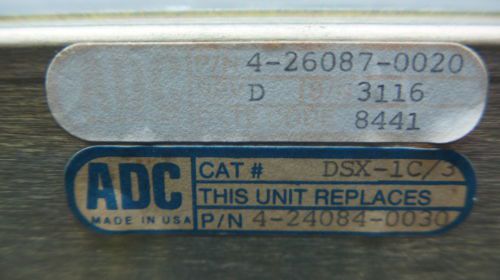 4-26087-0020
D 3116
8441
ADC
MADE IN USA
CAT # DSX-1C/3
THIS UNIT REPLACES
P/N 4-24084-0030